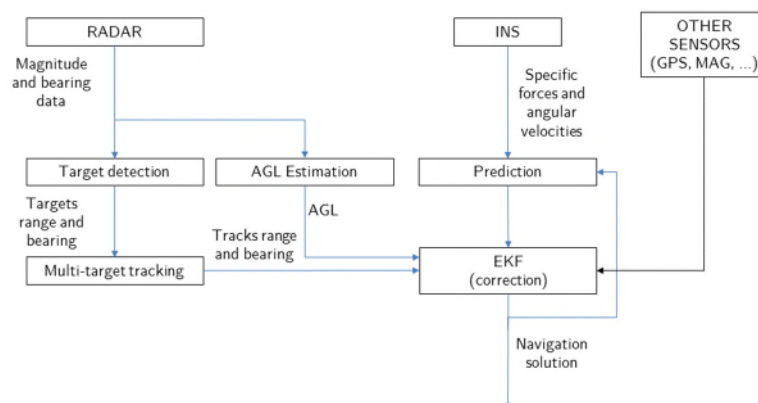 RADAR
INS
OTHER
SENSORS
(GPS, MAG, ...)
Magnitude
and bearing
data
Specific
forces and
angular
velocities
Target detection
AGL Estimation
Prediction
Targets
range and
bearing
AGL
Tracks range
and bearing
Multi-target tracking
EKF
(correction)
Navigation
solution